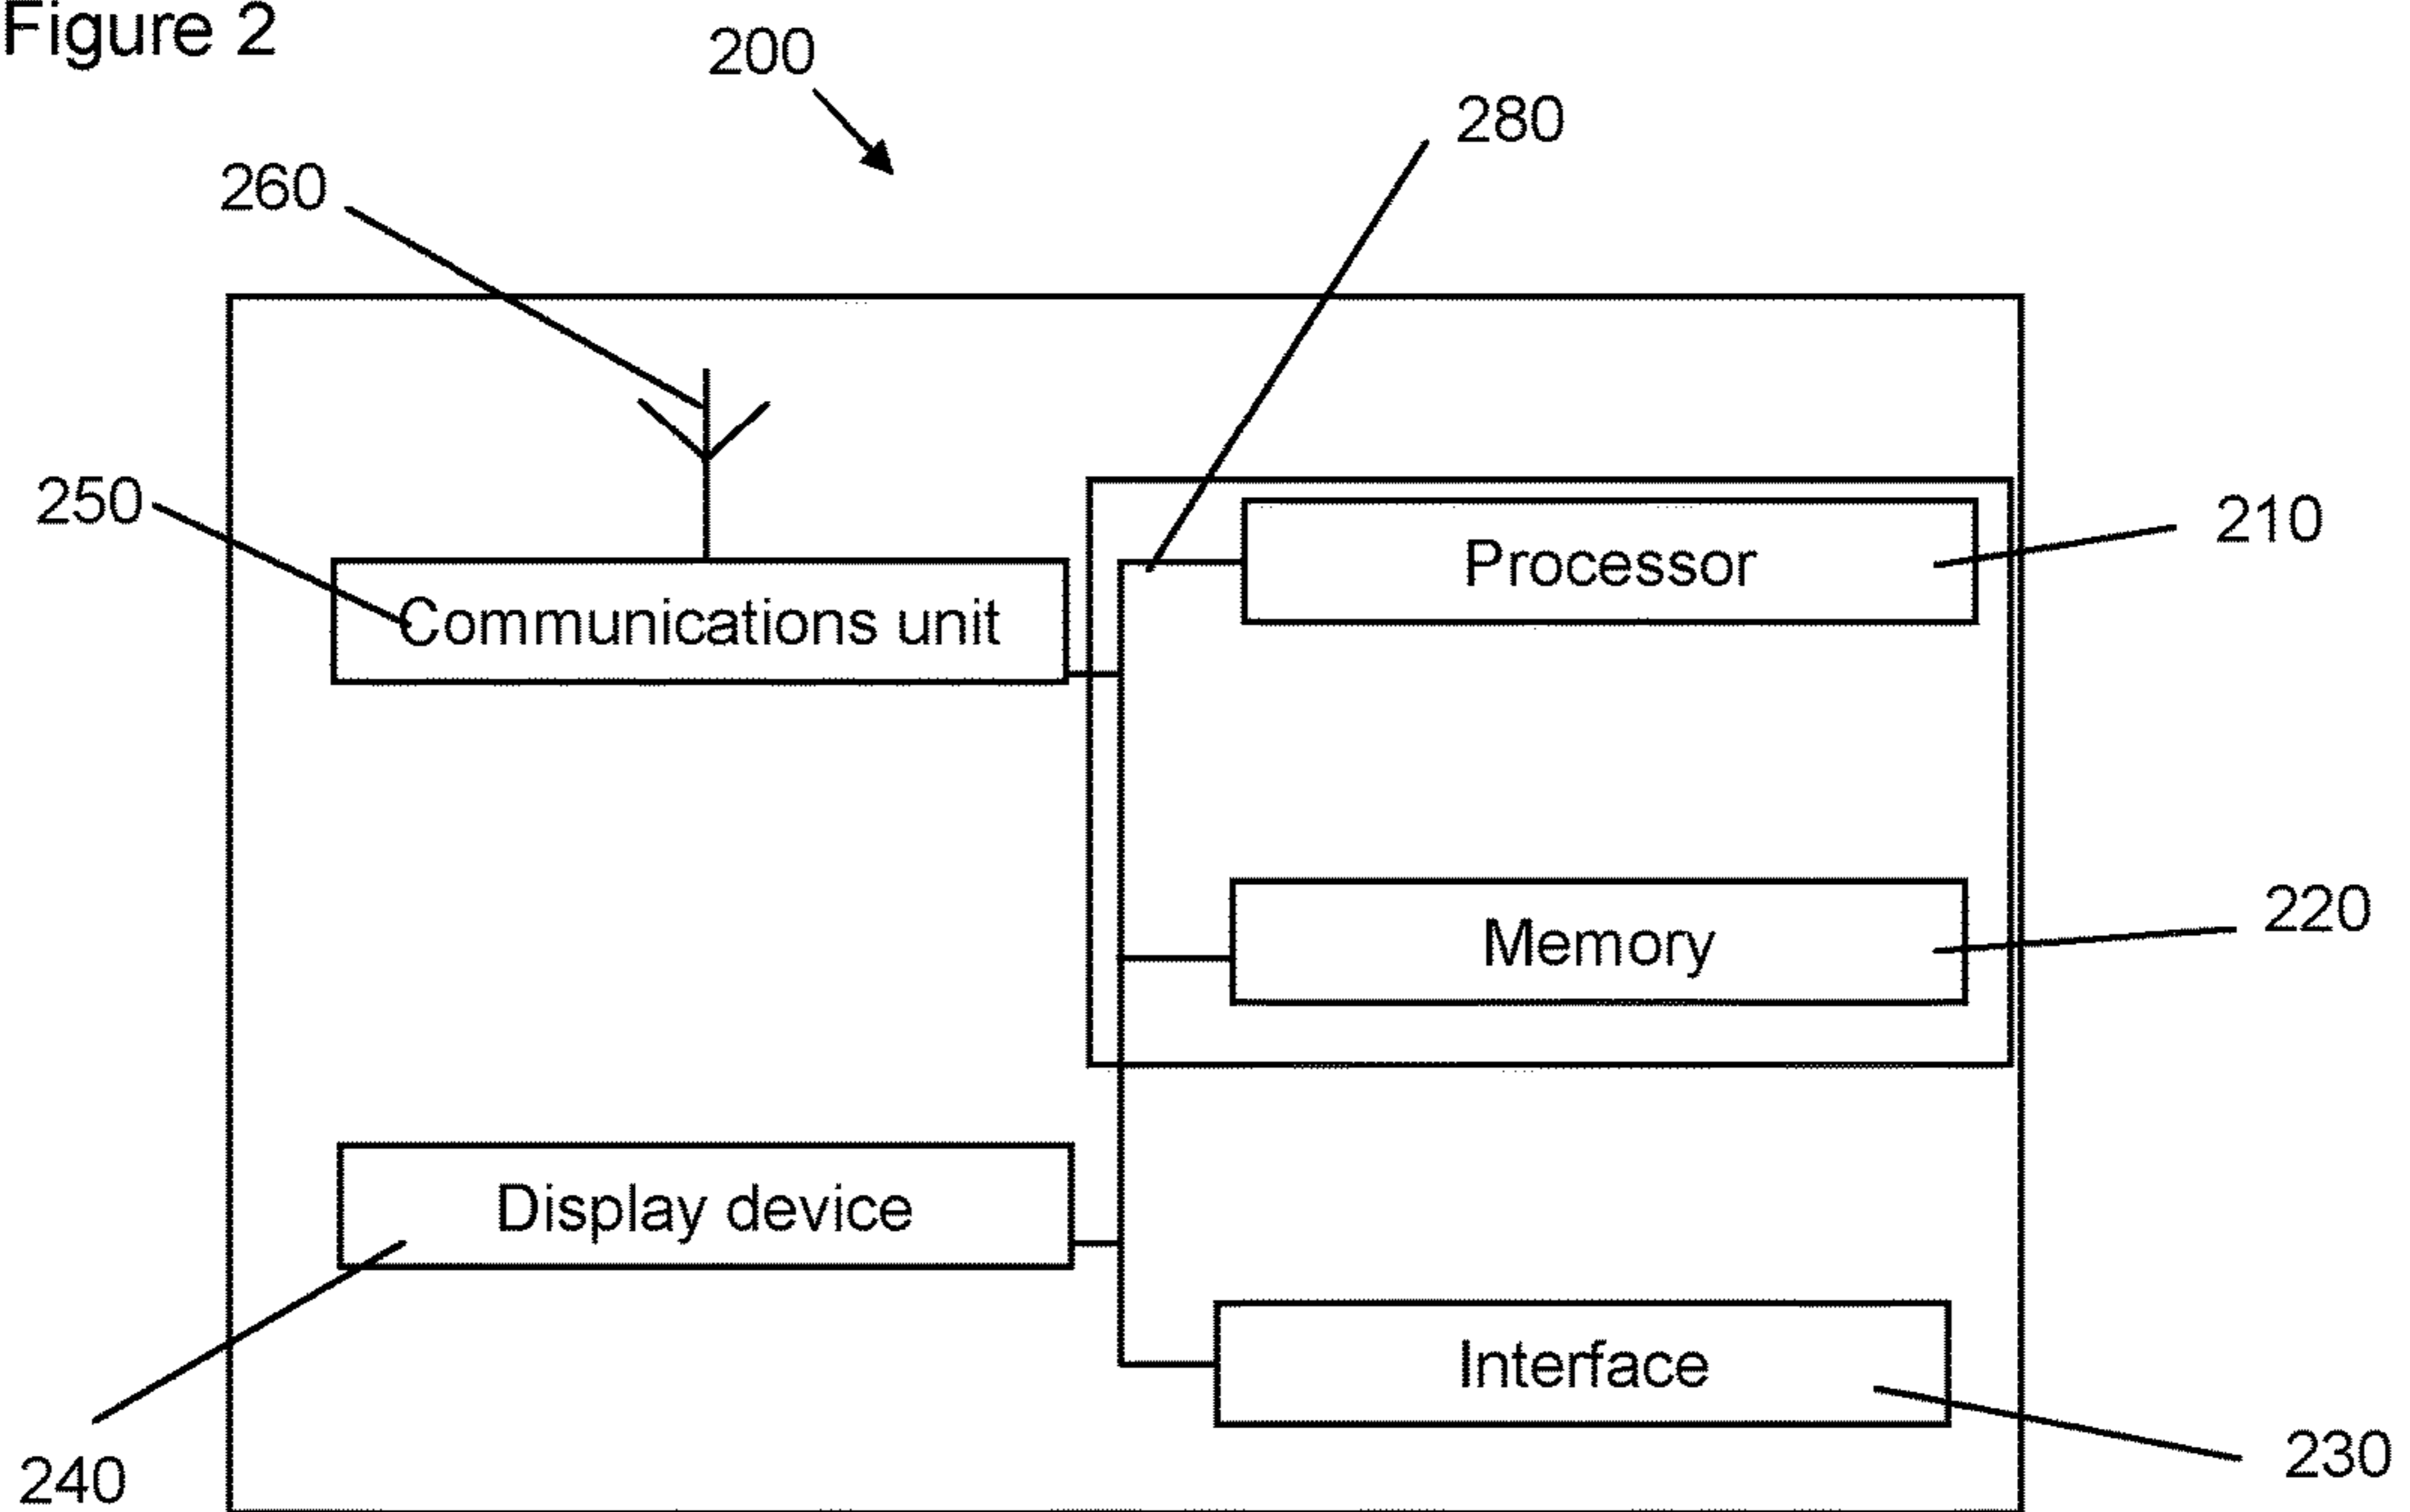 Figure 2
200
280
260
250
210
Processor
Communications unit
220
Memory
Display device
Interface
240
230